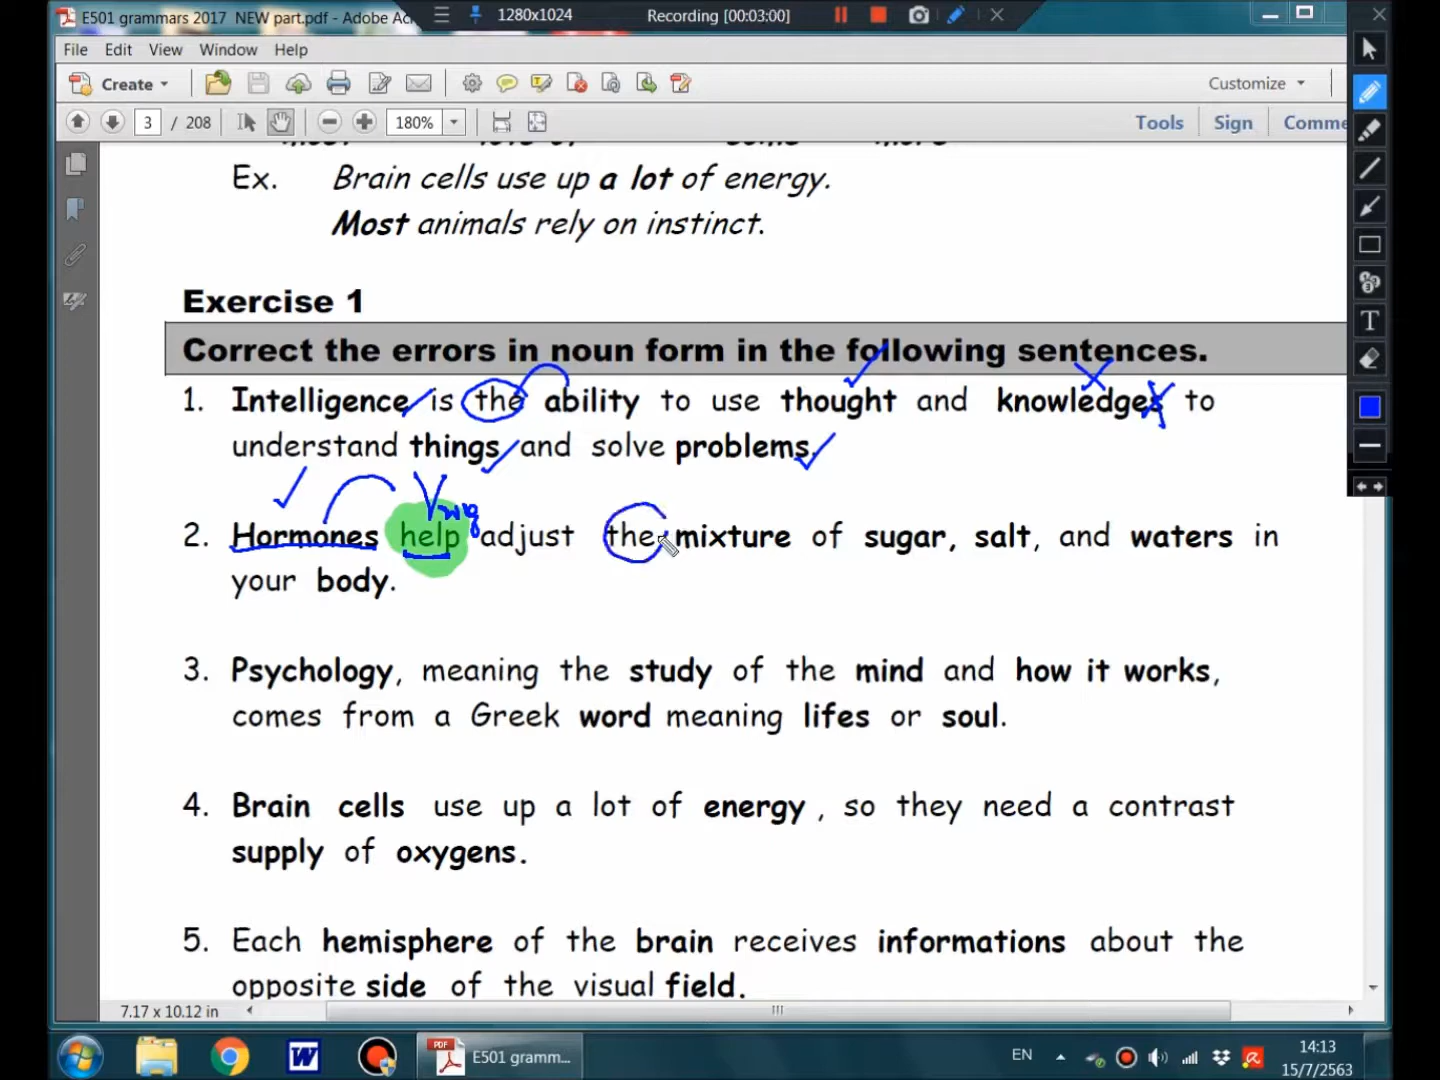 E501 grammars 2017 NEW part.pdf - Adobe Ac
1280x1024
Recording [00:03:00]
File Edit View Window Help
Create
Customize
3 / 208
180%
Tools Sign Comme
Ex. Brain cells use up a lot of energy.
Most animals rely on instinct.
Exercise 1
Correct the errors in noun form in the following sentences.
1. Intelligence is the ability to use thought and knowledges to
understand things and solve problems.
2. Hormones help adjust the mixture of sugar, salt, and waters in
your body.
3. Psychology, meaning the study of the mind and how it works,
comes from a Greek word meaning lifes or soul.
4. Brain cells use up a lot of energy , so they need a contrast
supply of oxygens.
5. Each hemisphere of the brain receives informations about the
opposite side of the visual field.
7.17 x 10.12 in
E501 gramm...
EN
14:13
15/7/2563